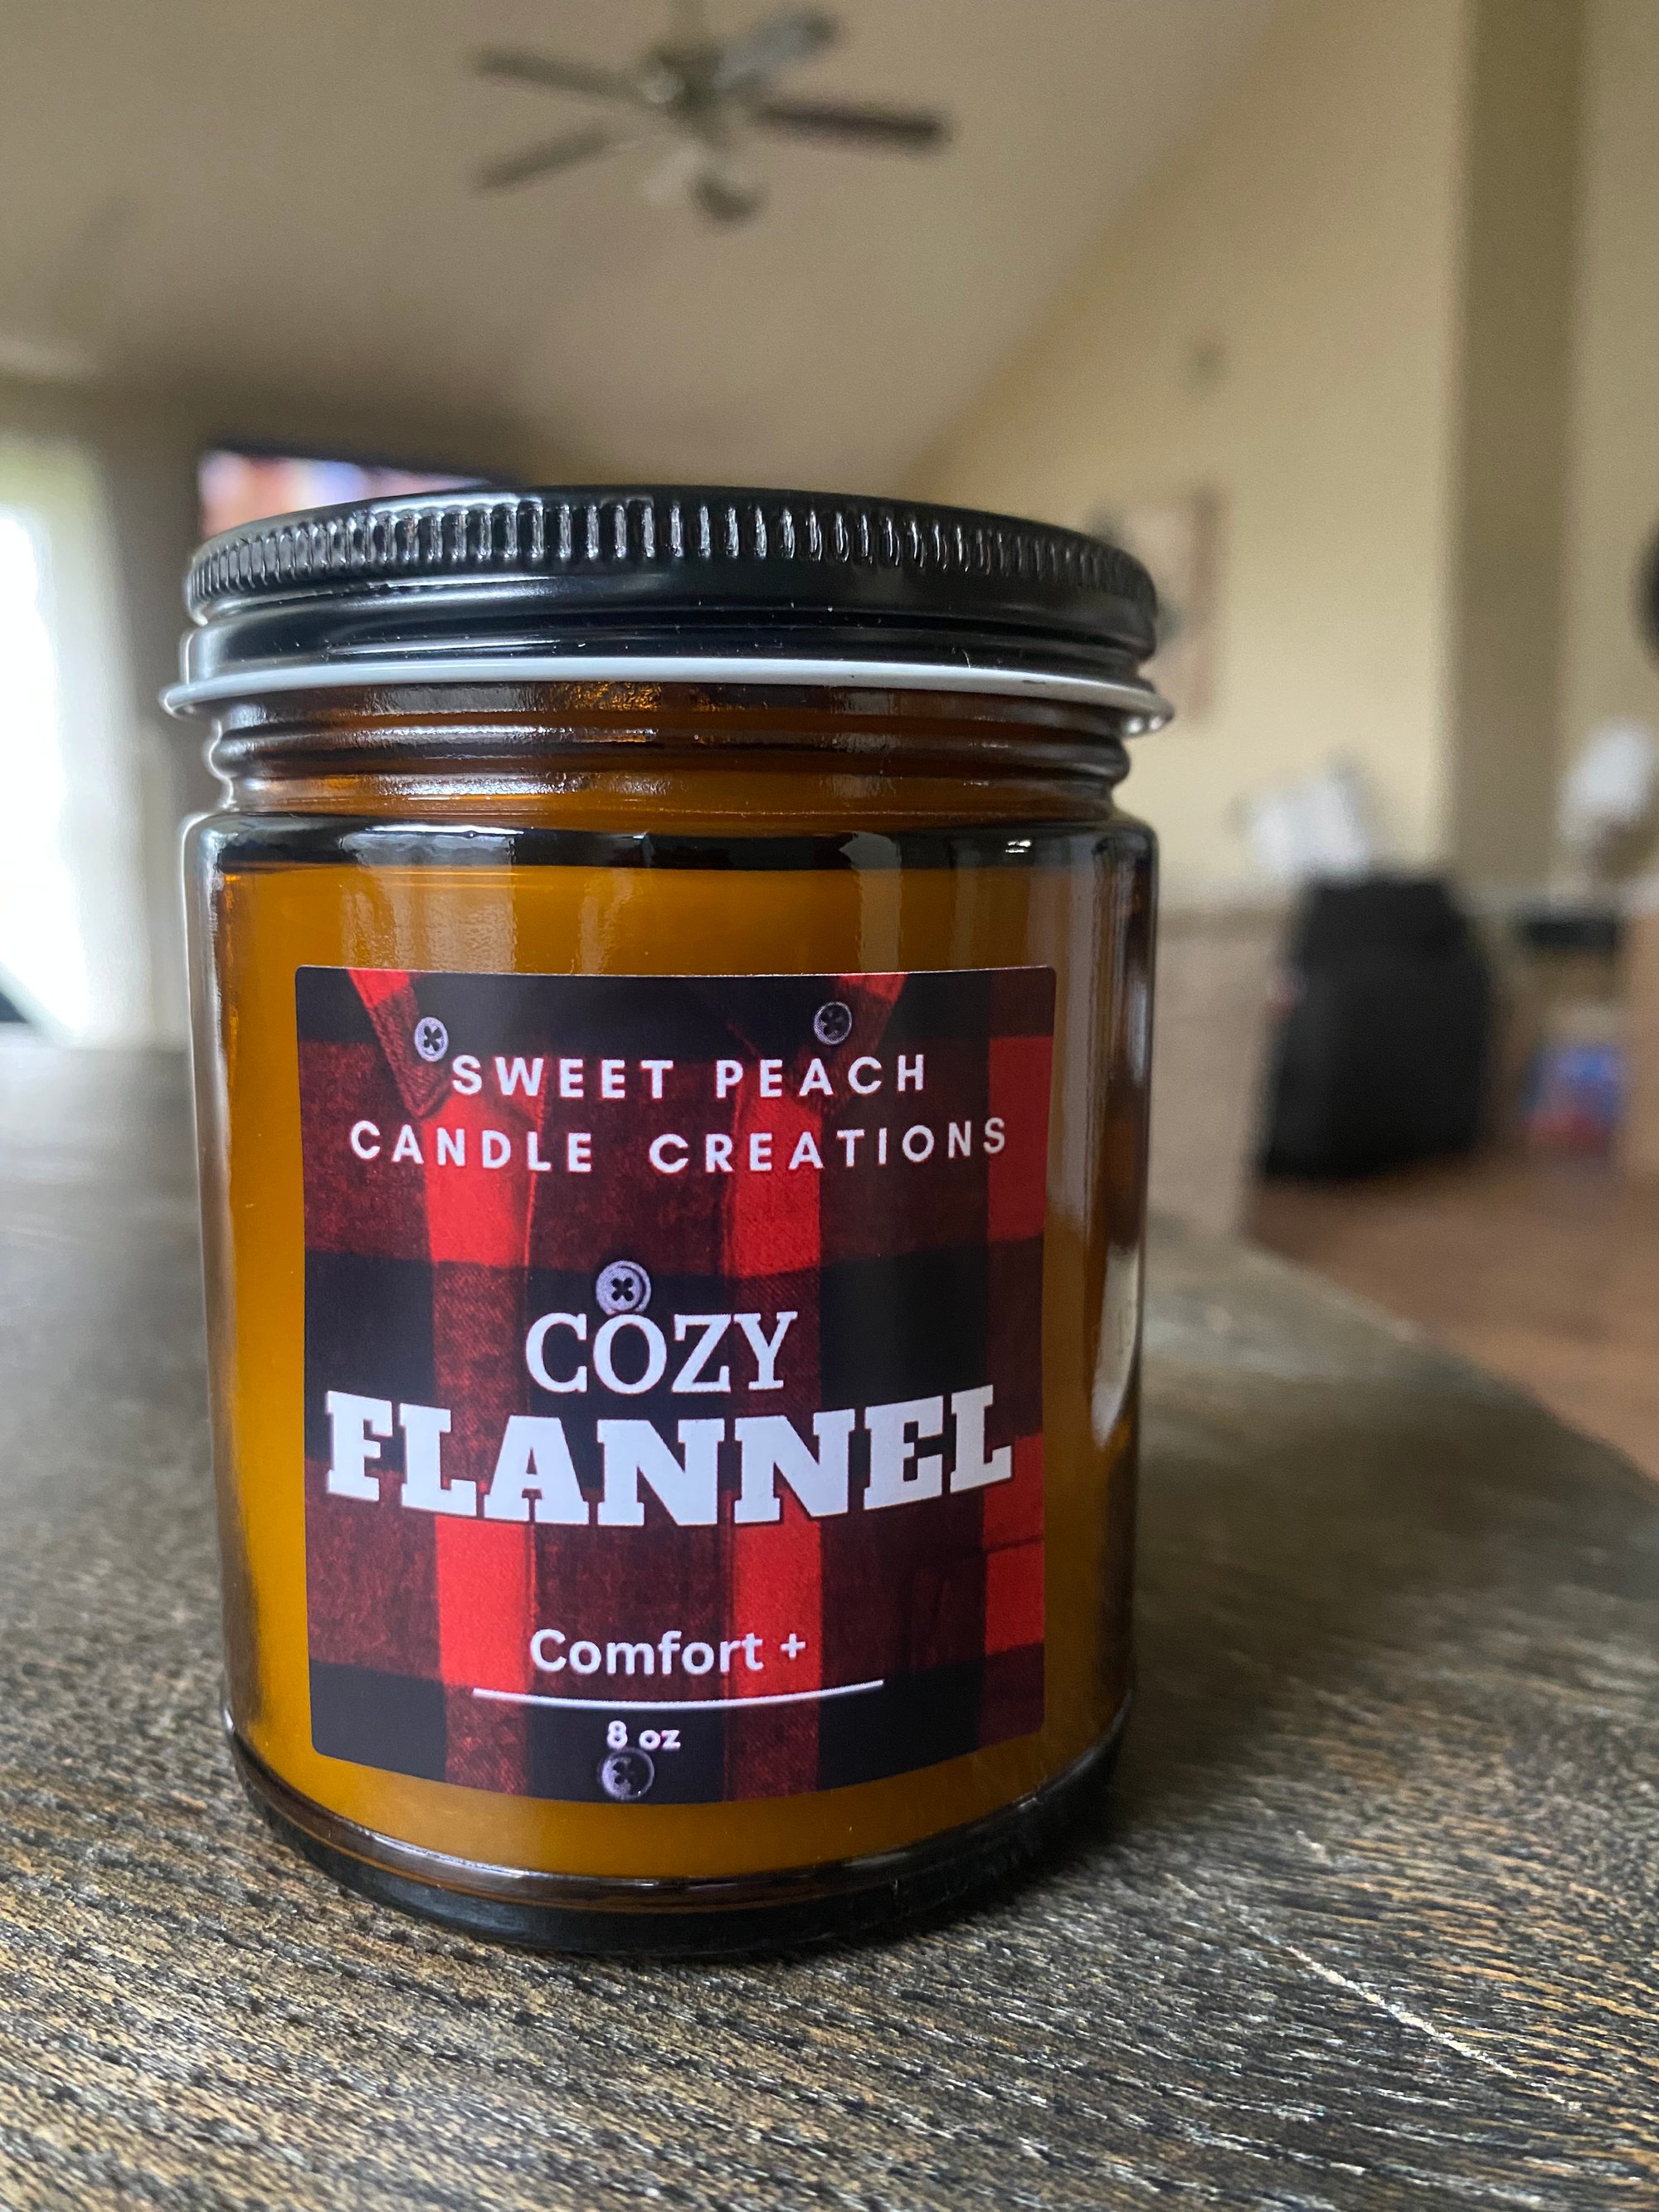 SWEET PEACH
CANDLE CREATIONS
COZY
FLANNEL
Comfort +
8 oz